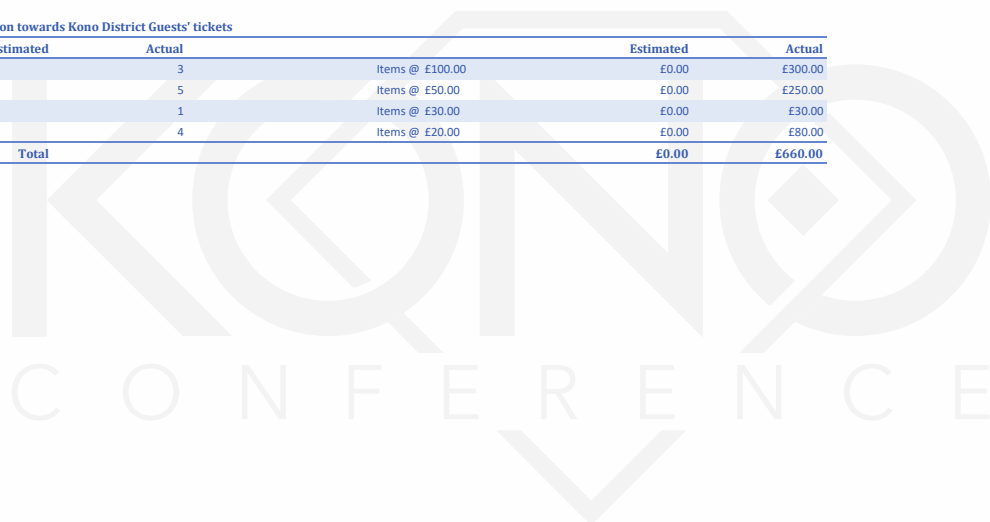 on towards Kono District Guests' tickets
stimated Actual Estimated Actual
3 Items @ £100.00 £0.00 £300.00
5 Items @ £50.00 £0.00 £250.00
1 Items @ £30.00 £0.00 £30.00
4 Items @ £20.00 £0.00 £80.00
Total £0.00 £660.00
KONO
CONFERENCE